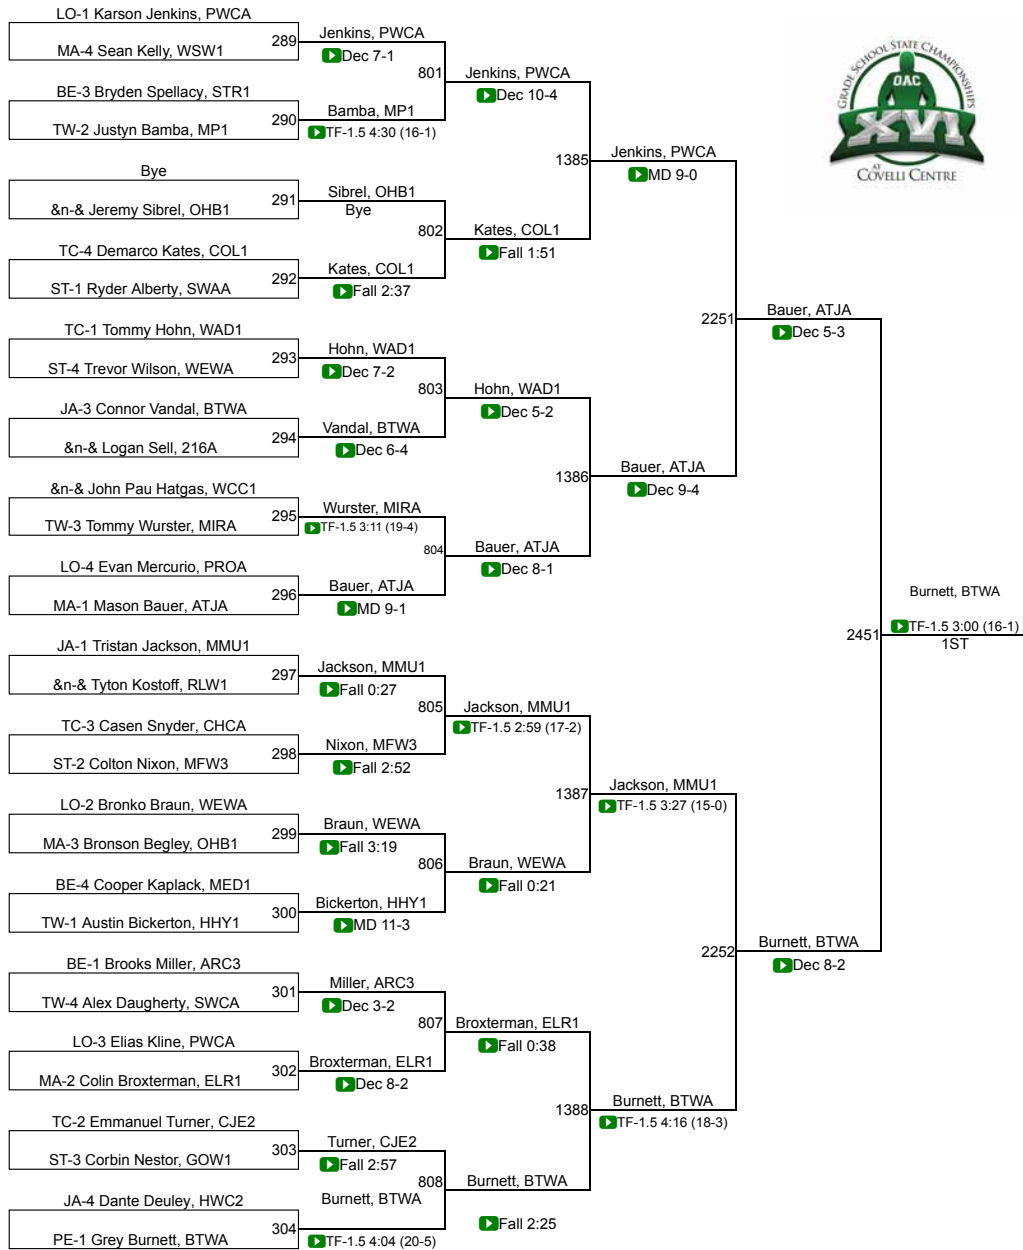 LO-1 Karson Jenkins, PWCA
289
MA-4 Sean Kelly, WSW1
Jenkins, PWCA
Dec 7-1
801
BE-3 Bryden Spellacy, STR1
290
TW-2 Justyn Bamba, MP1
Bamba, MP1
TF-1.5 4:30 (16-1)
Jenkins, PWCA
Dec 10-4
1385
Bye
291
&n-& Jeremy Sibrel, OHB1
Sibrel, OHB1
Bye
802
TC-4 Demarco Kates, COL1
292
ST-1 Ryder Alberty, SWAA
Kates, COL1
Fall 2:37
Kates, COL1
Fall 1:51
Jenkins, PWCA
MD 9-0
2251
TC-1 Tommy Hohn, WAD1
293
ST-4 Trevor Wilson, WEWA
Hohn, WAD1
Dec 7-2
803
JA-3 Connor Vandal, BTWA
294
&n-& Logan Sell, 216A
Vandal, BTWA
Dec 6-4
Hohn, WAD1
Dec 5-2
1386
&n-& John Pau Hatgas, WCC1
295
TW-3 Tommy Wurster, MIRA
Wurster, MIRA
TF-1.5 3:11 (19-4)
804
LO-4 Evan Mercurio, PROA
296
MA-1 Mason Bauer, ATJA
Bauer, ATJA
MD 9-1
Bauer, ATJA
Dec 8-1
Bauer, ATJA
Dec 9-4
Bauer, ATJA
Dec 5-3
2451
JA-1 Tristan Jackson, MMU1
297
&n-& Tyton Kostoff, RLW1
Jackson, MMU1
Fall 0:27
805
TC-3 Casen Snyder, CHCA
298
ST-2 Colton Nixon, MFW3
Nixon, MFW3
Fall 2:52
Jackson, MMU1
TF-1.5 2:59 (17-2)
1387
LO-2 Bronko Braun, WEWA
299
MA-3 Bronson Begley, OHB1
Braun, WEWA
Fall 3:19
806
BE-4 Cooper Kaplack, MED1
300
TW-1 Austin Bickerton, HHY1
Bickerton, HHY1
MD 11-3
Braun, WEWA
Fall 0:21
Jackson, MMU1
TF-1.5 3:27 (15-0)
2252
BE-1 Brooks Miller, ARC3
301
TW-4 Alex Daugherty, SWCA
Miller, ARC3
Dec 3-2
807
LO-3 Elias Kline, PWCA
302
MA-2 Colin Broxterman, ELR1
Broxterman, ELR1
Dec 8-2
Broxterman, ELR1
Fall 0:38
1388
TC-2 Emmanuel Turner, CJE2
303
ST-3 Corbin Nestor, GOW1
Turner, CJE2
Fall 2:57
808
JA-4 Dante Deuley, HWC2
304
PE-1 Grey Burnett, BTWA
Burnett, BTWA
TF-1.5 4:04 (20-5)
Burnett, BTWA
Fall 2:25
Burnett, BTWA
TF-1.5 4:16 (18-3)
Burnett, BTWA
Dec 8-2
Burnett, BTWA
TF-1.5 3:00 (16-1)
1ST
GRADE SCHOOL STATE CHAMPIONSHIPS
OAC
XVI
AT
COVELLI CENTRE